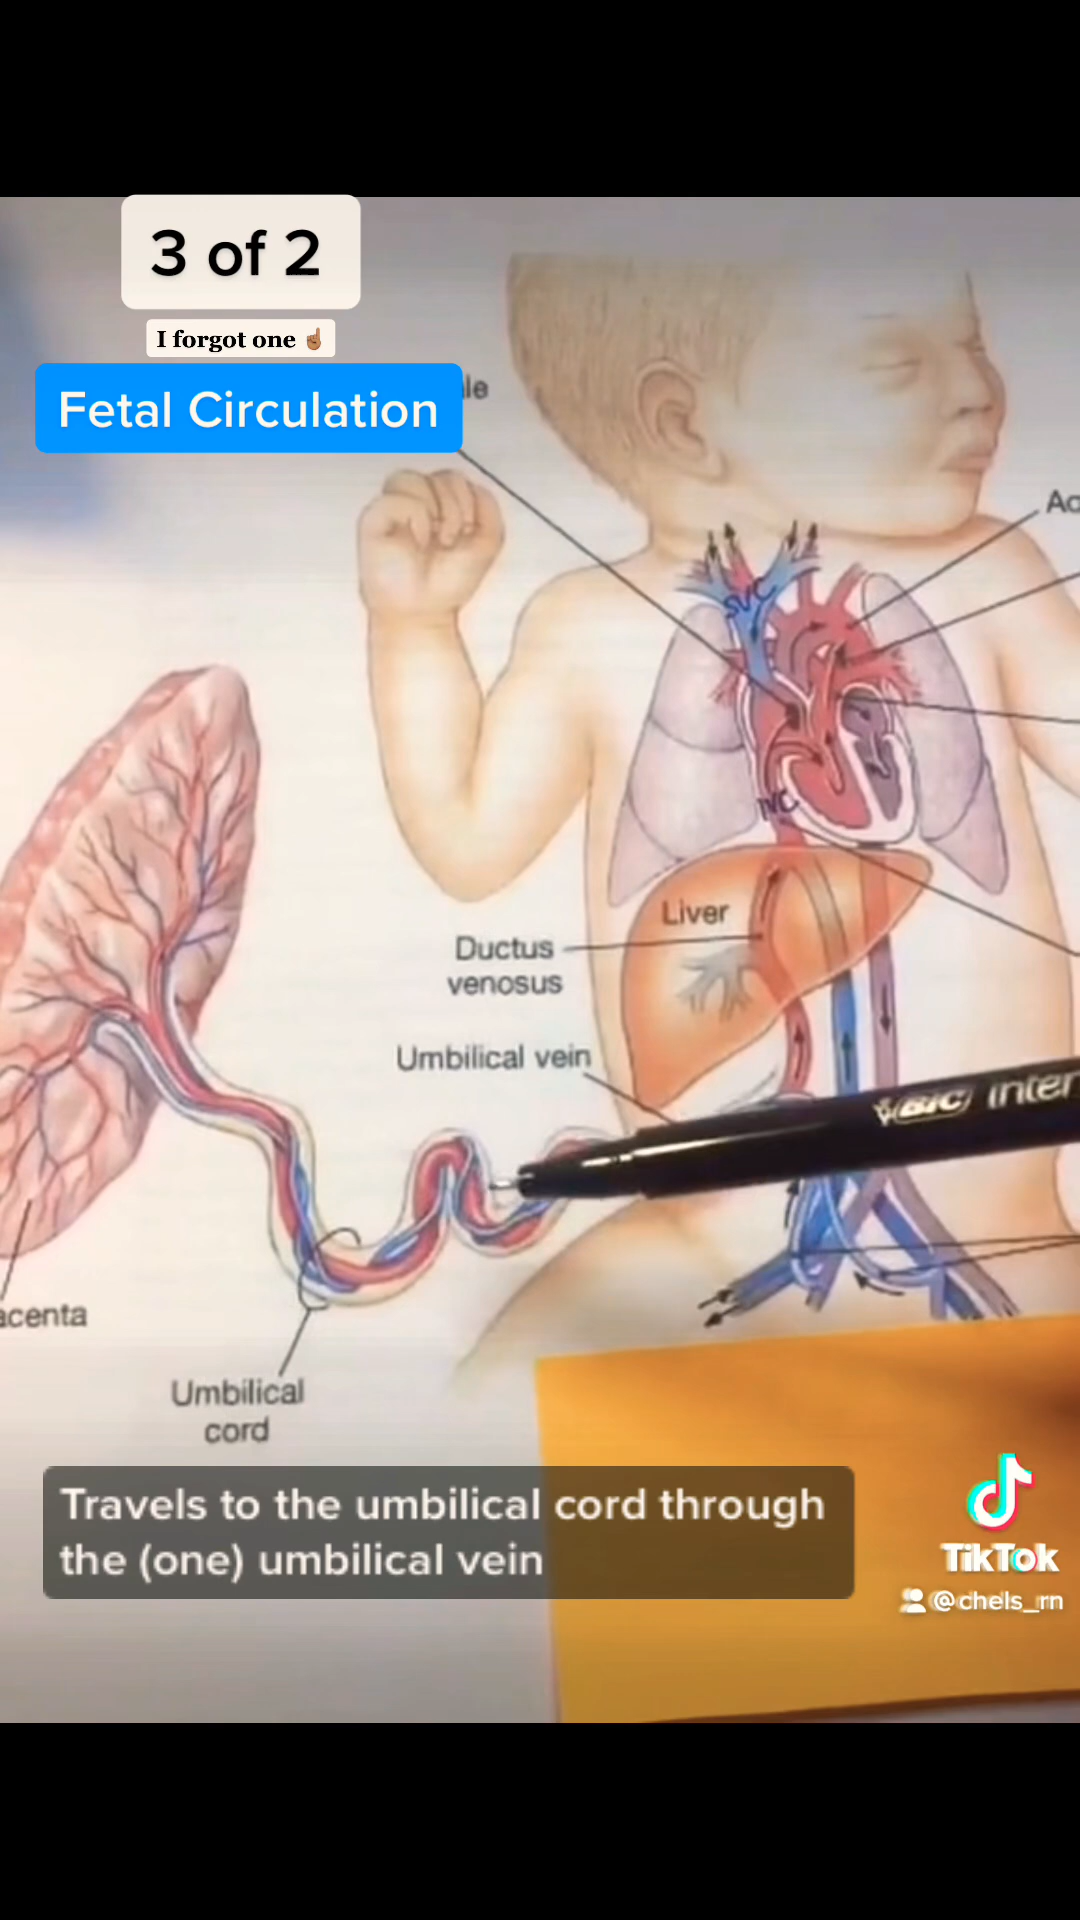 3 of 2
I forgot one ☝🏽
Fetal Circulation
SVC
IVC
Liver
Ductus
venosus
Umbilical vein
BIC
Umbilical
cord
Travels to the umbilical cord through
the (one) umbilical vein
TikTok
@chels_rn